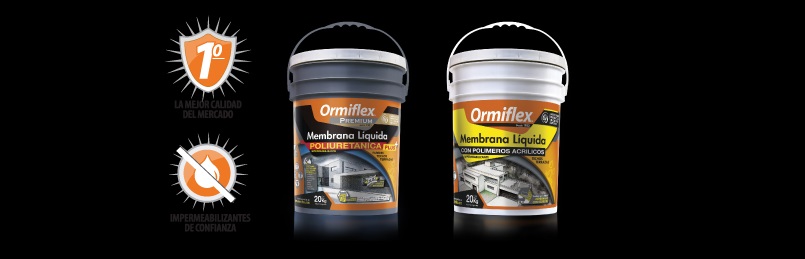 1º
LA MEJOR CALIDAD
DEL MERCADO
IMPERMEABILIZANTES
DE CONFIANZA
Ormiflex
PREMIUM
Membrana Líquida
POLIURETANICA
20Kg
Ormiflex
Membrana Líquida
CON POLIMEROS ACRILICOS
20Kg